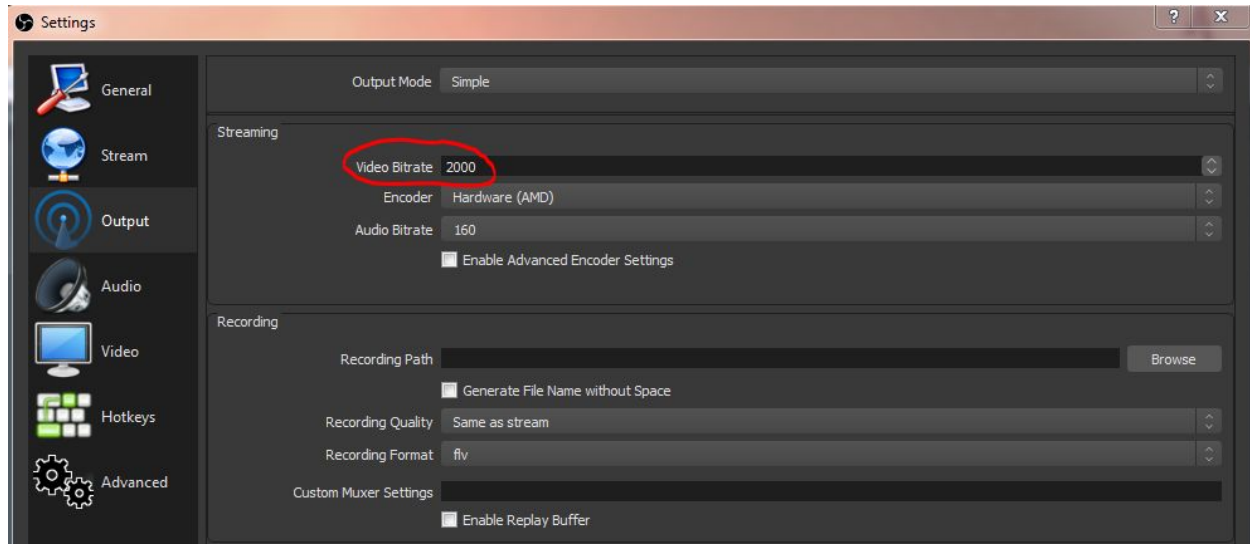 Settings
? X
General
Stream
Output
Audio
Video
Hotkeys
Advanced
Output Mode Simple
Streaming
Video Bitrate 2000
Encoder Hardware (AMD)
Audio Bitrate 160
Enable Advanced Encoder Settings
Recording
Recording Path Browse
Generate File Name without Space
Recording Quality Same as stream
Recording Format flv
Custom Muxer Settings
Enable Replay Buffer